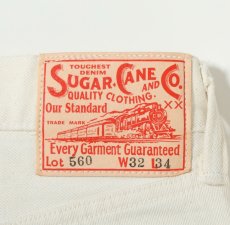 TOUGHEST
DENIM
SUGAR CANE AND CO.
QUALITY CLOTHING.
Our Standard XX
TRADE MARK
Every Garment Guaranteed
Lot 560 W32 L34